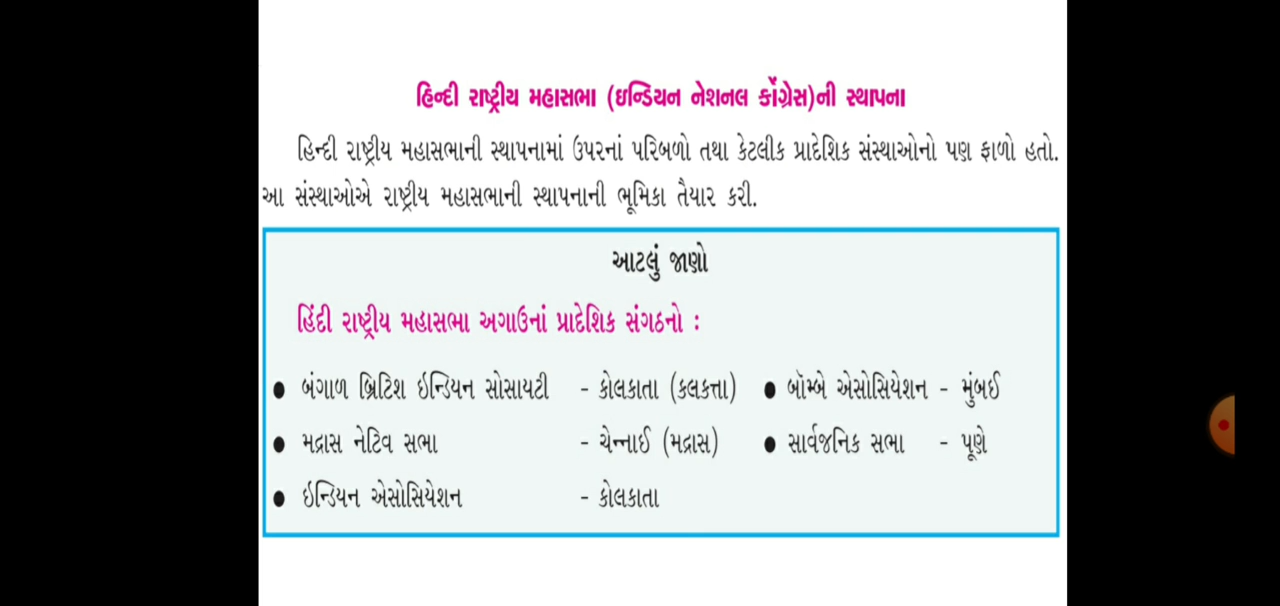 હિન્દી રાષ્ટ્રીય મહાસભા (ઇન્ડિયન નેશનલ કૉંગ્રેસ)ની સ્થાપના
હિન્દી રાષ્ટ્રીય મહાસભાની સ્થાપનામાં ઉપરનાં પરિબળો તથા કેટલીક પ્રાદેશિક સંસ્થાઓનો પણ ફાળો હતો.
આ સંસ્થાઓએ રાષ્ટ્રીય મહાસભાની સ્થાપનાની ભૂમિકા તૈયાર કરી.
આટલું જાણો
હિંદી રાષ્ટ્રીય મહાસભા અગાઉનાં પ્રાદેશિક સંગઠનો :
● બંગાળ બ્રિટિશ ઇન્ડિયન સોસાયટી - કોલકાતા (કલકત્તા) ● બૉમ્બે એસોસિયેશન - મુંબઈ
● મદ્રાસ નેટિવ સભા - ચેન્નાઈ (મદ્રાસ) ● સાર્વજનિક સભા - પૂણે
● ઇન્ડિયન એસોસિયેશન - કોલકાતા